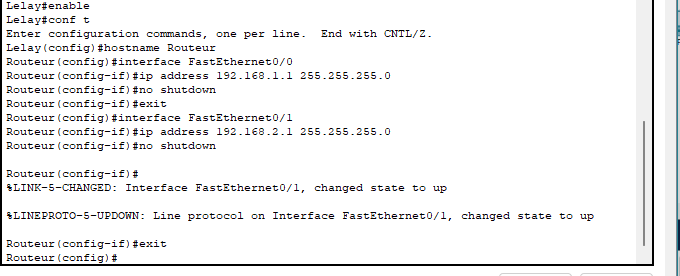 Lelay#enable
Lelay#conf t
Enter configuration commands, one per line.  End with CNTL/Z.
Lelay(config)#hostname Routeur
Routeur(config)#interface FastEthernet0/0
Routeur(config-if)#ip address 192.168.1.1 255.255.255.0
Routeur(config-if)#no shutdown
Routeur(config-if)#exit
Routeur(config)#interface FastEthernet0/1
Routeur(config-if)#ip address 192.168.2.1 255.255.255.0
Routeur(config-if)#no shutdown
Routeur(config-if)#
%LINK-5-CHANGED: Interface FastEthernet0/1, changed state to up
%LINEPROTO-5-UPDOWN: Line protocol on Interface FastEthernet0/1, changed state to up
Routeur(config-if)#exit
Routeur(config)#